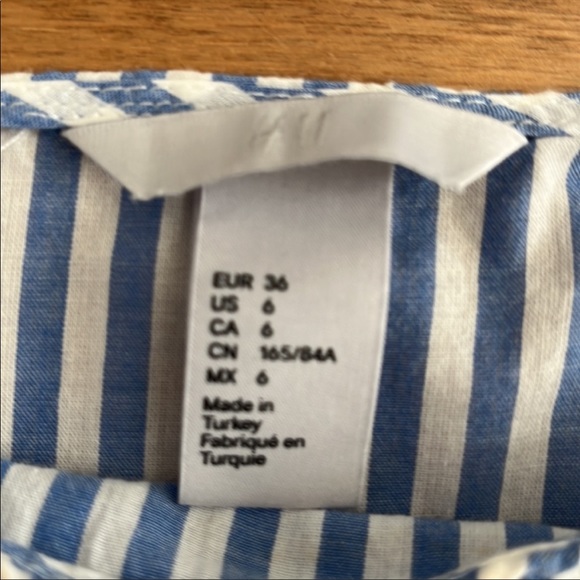 EUR 36
US 6
CA 6
CN 165/84A
MX 6
Made in
Turkey
Fabriqué en
Turquie